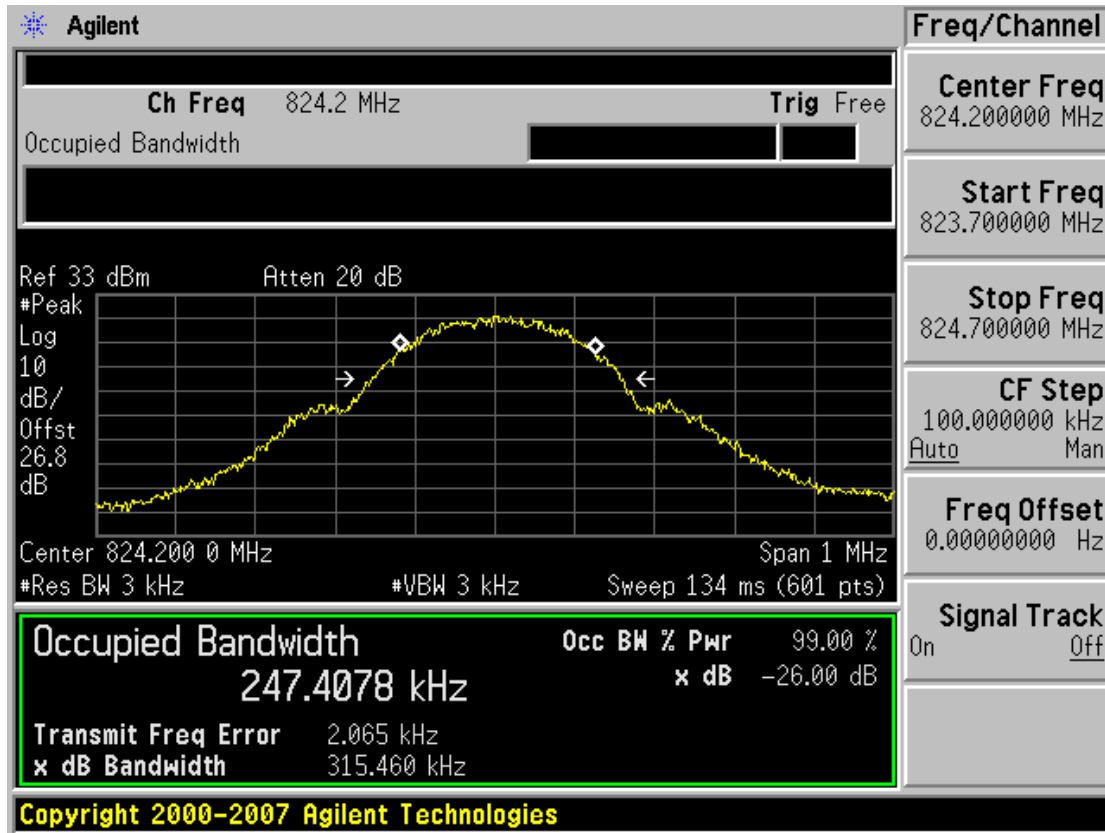 Agilent
Freq/Channel
Ch Freq 824.2 MHz Trig Free
Occupied Bandwidth
Center Freq
824.200000 MHz
Start Freq
823.700000 MHz
Stop Freq
824.700000 MHz
CF Step
100.000000 kHz
Auto Man
Freq Offset
0.00000000 Hz
Signal Track
On Off
Ref 33 dBm Atten 20 dB
#Peak
Log
10
dB/
Offst
26.8
dB
Center 824.200 0 MHz Span 1 MHz
#Res BW 3 kHz #VBW 3 kHz Sweep 134 ms (601 pts)
Occupied Bandwidth Occ BW % Pwr 99.00 %
247.4078 kHz x dB -26.00 dB
Transmit Freq Error 2.065 kHz
x dB Bandwidth 315.460 kHz
Copyright 2000-2007 Agilent Technologies